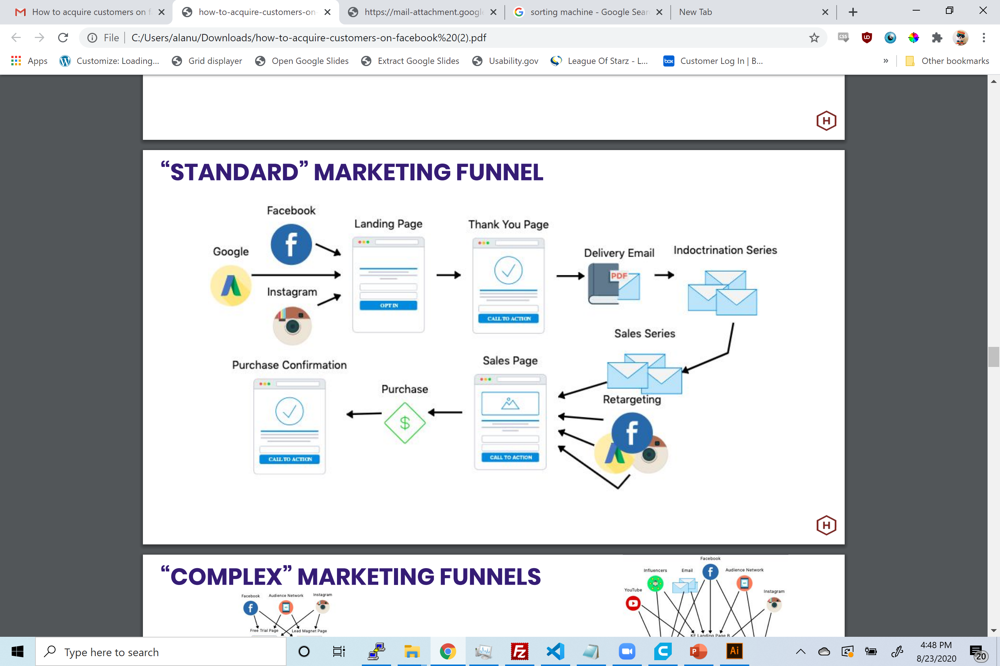 How to acquire customers on f
how-to-acquire-customers-on-
https://mail-attachment.google
sorting machine - Google Sear
New Tab
File
C:/Users/alanu/Downloads/how-to-acquire-customers-on-facebook%20(2).pdf
Apps
Customize: Loading...
Grid displayer
Open Google Slides
Extract Google Slides
Usability.gov
League Of Starz - L...
box
Customer Log In | B...
»
Other bookmarks
H
“STANDARD” MARKETING FUNNEL
Facebook
Landing Page
Thank You Page
Google
Delivery Email
Indoctrination Series
PDF
Instagram
OPT IN
CALL TO ACTION
Sales Series
Purchase Confirmation
Sales Page
Purchase
Retargeting
$
CALL TO ACTION
CALL TO ACTION
H
“COMPLEX” MARKETING FUNNELS
Facebook
Audience Network
Instagram
Free Trial Page
Lead Magnet Page
Facebook
Influencers
Email
Audience Network
YouTube
Instagram
KE Landing Page B
Type here to search
4:48 PM
8/23/2020
20